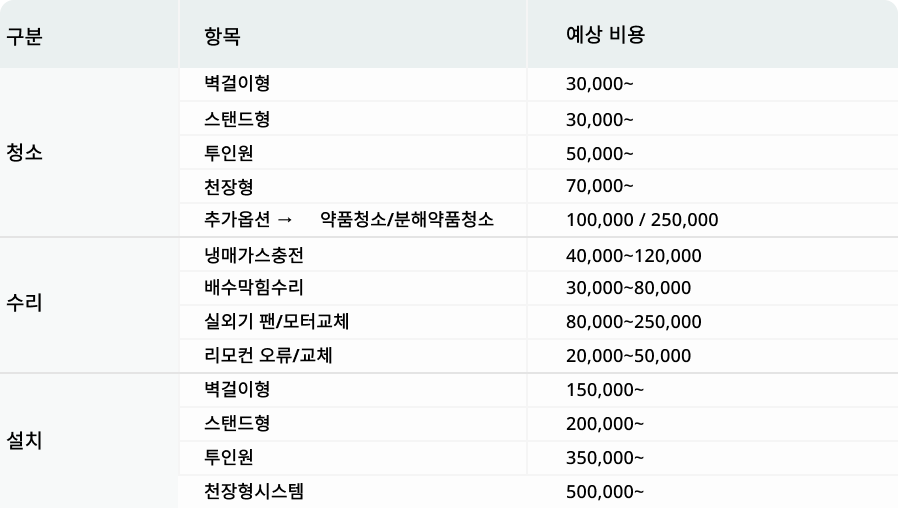 구분 항목 예상 비용
청소
벽걸이형 30,000~
스탠드형 30,000~
투인원 50,000~
천장형 70,000~
추가옵션 → 약품청소/분해약품청소 100,000 / 250,000
수리
냉매가스충전 40,000~120,000
배수막힘수리 30,000~80,000
실외기 팬/모터교체 80,000~250,000
리모컨 오류/교체 20,000~50,000
설치
벽걸이형 150,000~
스탠드형 200,000~
투인원 350,000~
천장형시스템 500,000~